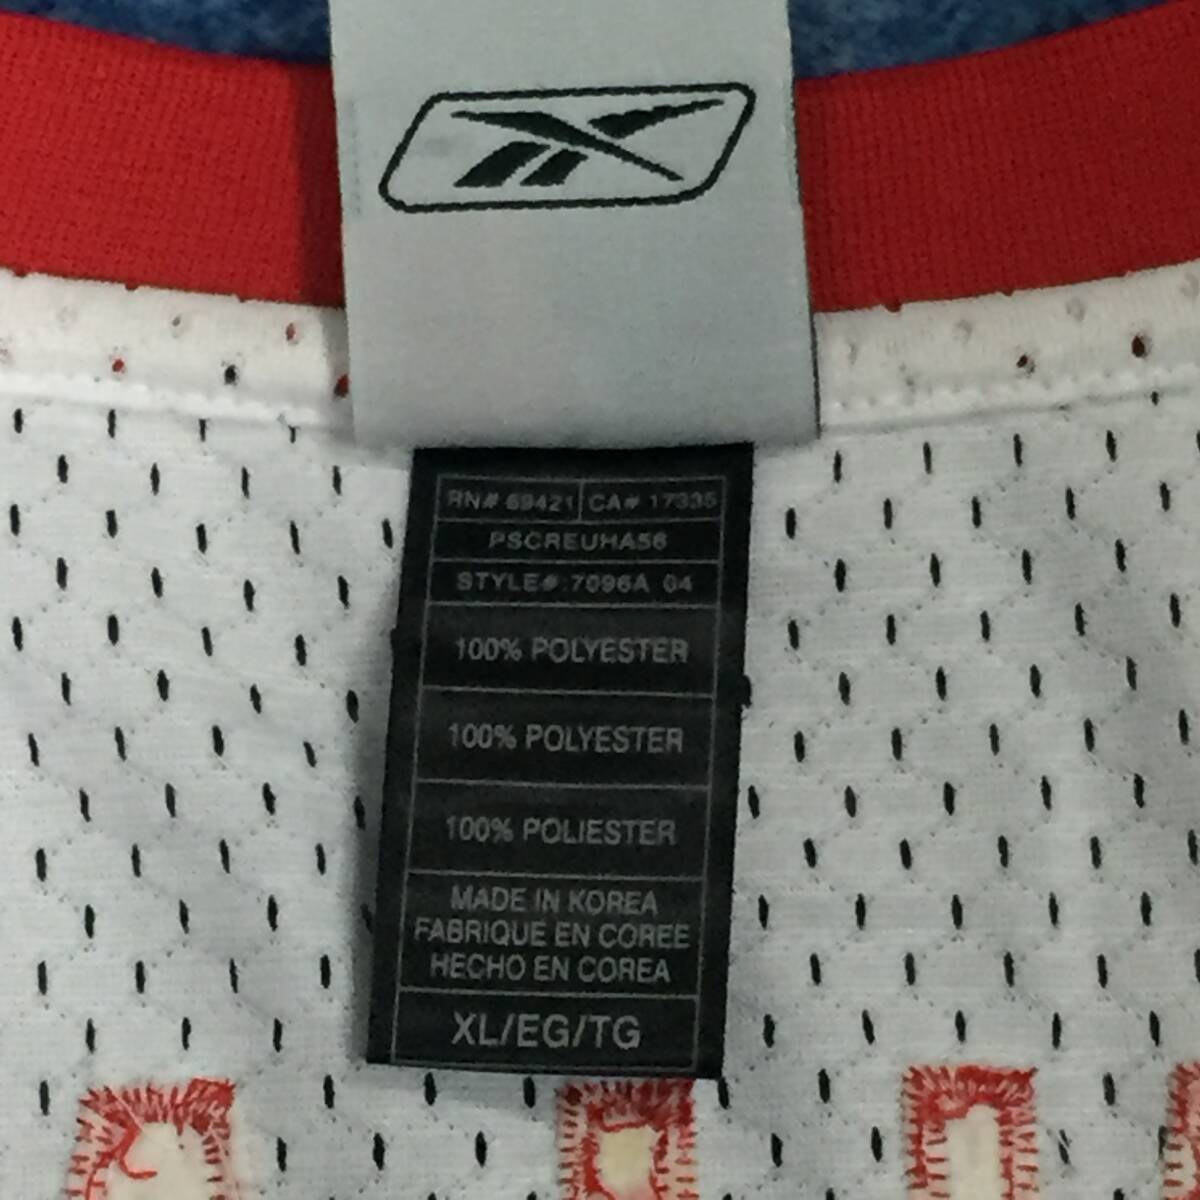 RN# 69421 CA# 17335
PSCREUHA56
STYLE#:7096A 04
100% POLYESTER
100% POLYESTER
100% POLIESTER
MADE IN KOREA
FABRIQUE EN COREE
HECHO EN COREA
XL/EG/TG